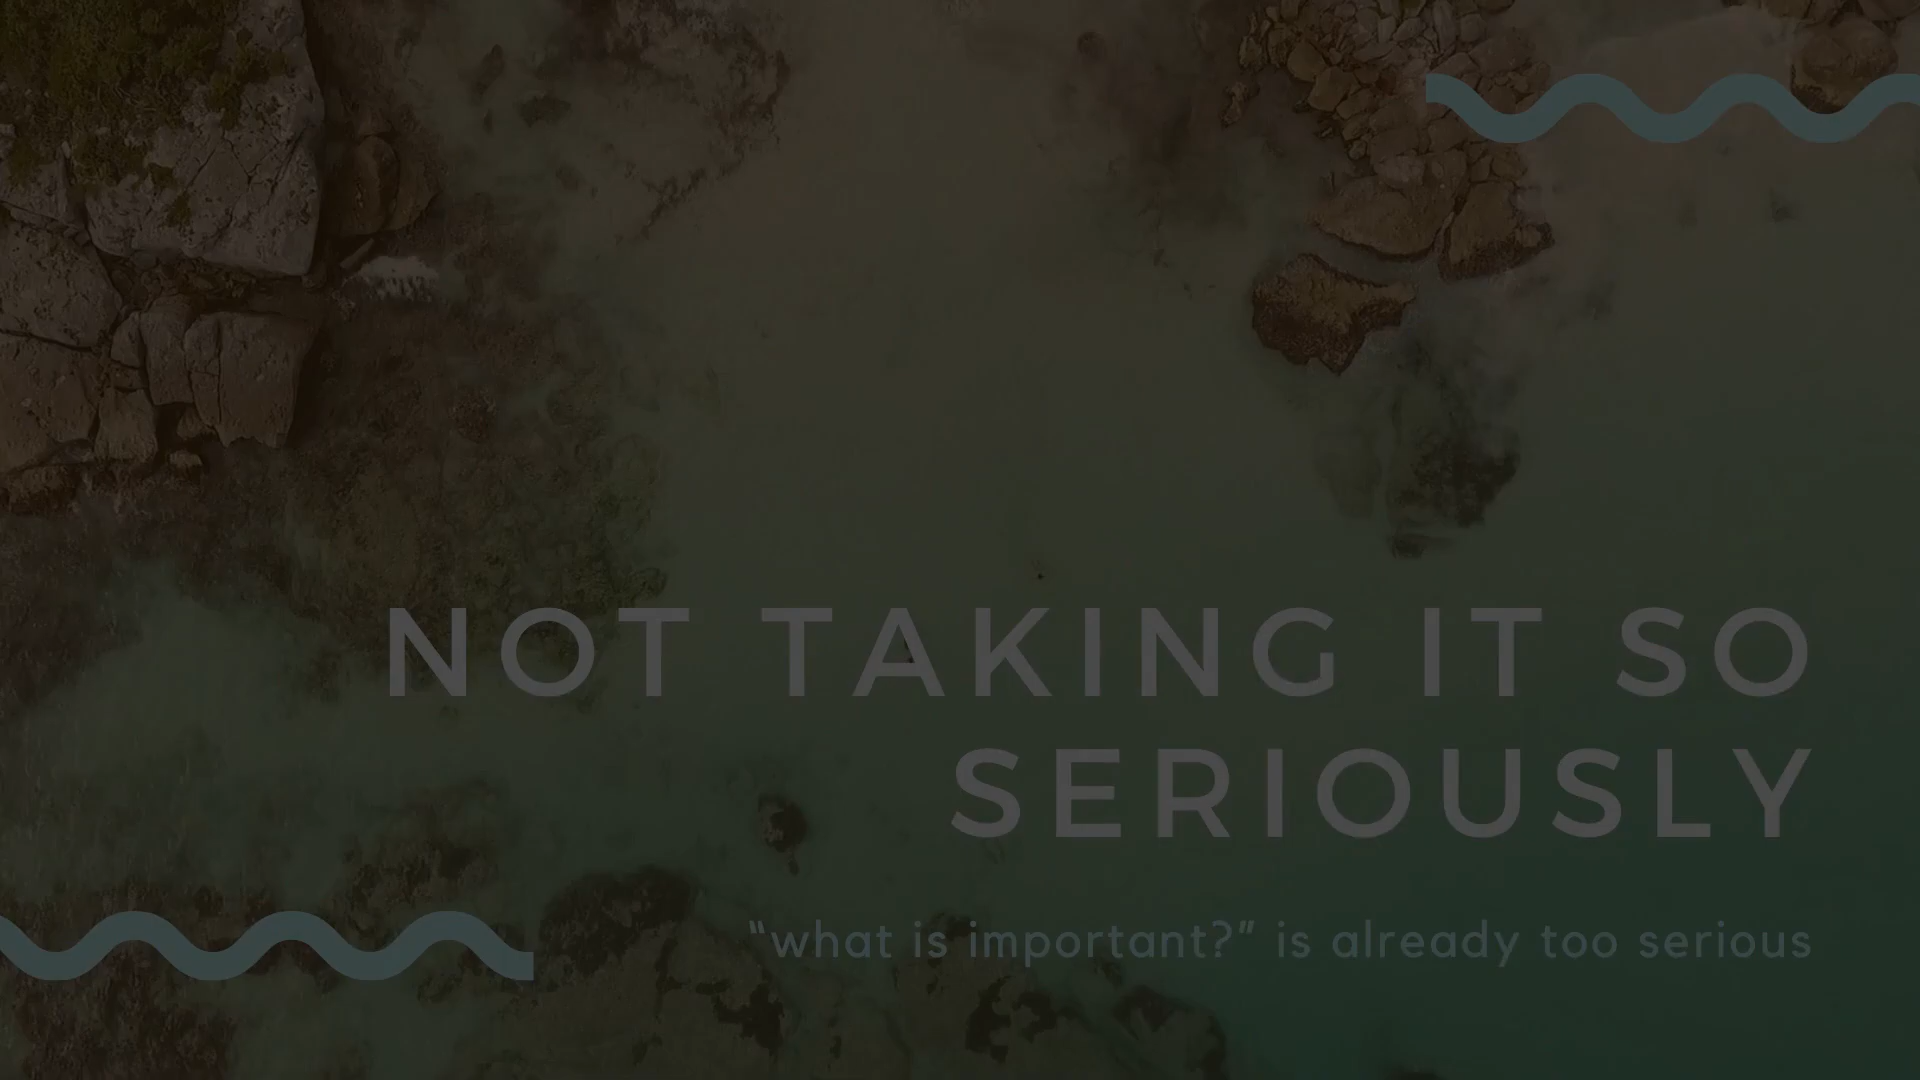 NOT TAKING IT SO
SERIOUSLY
“what is important?” is already too serious